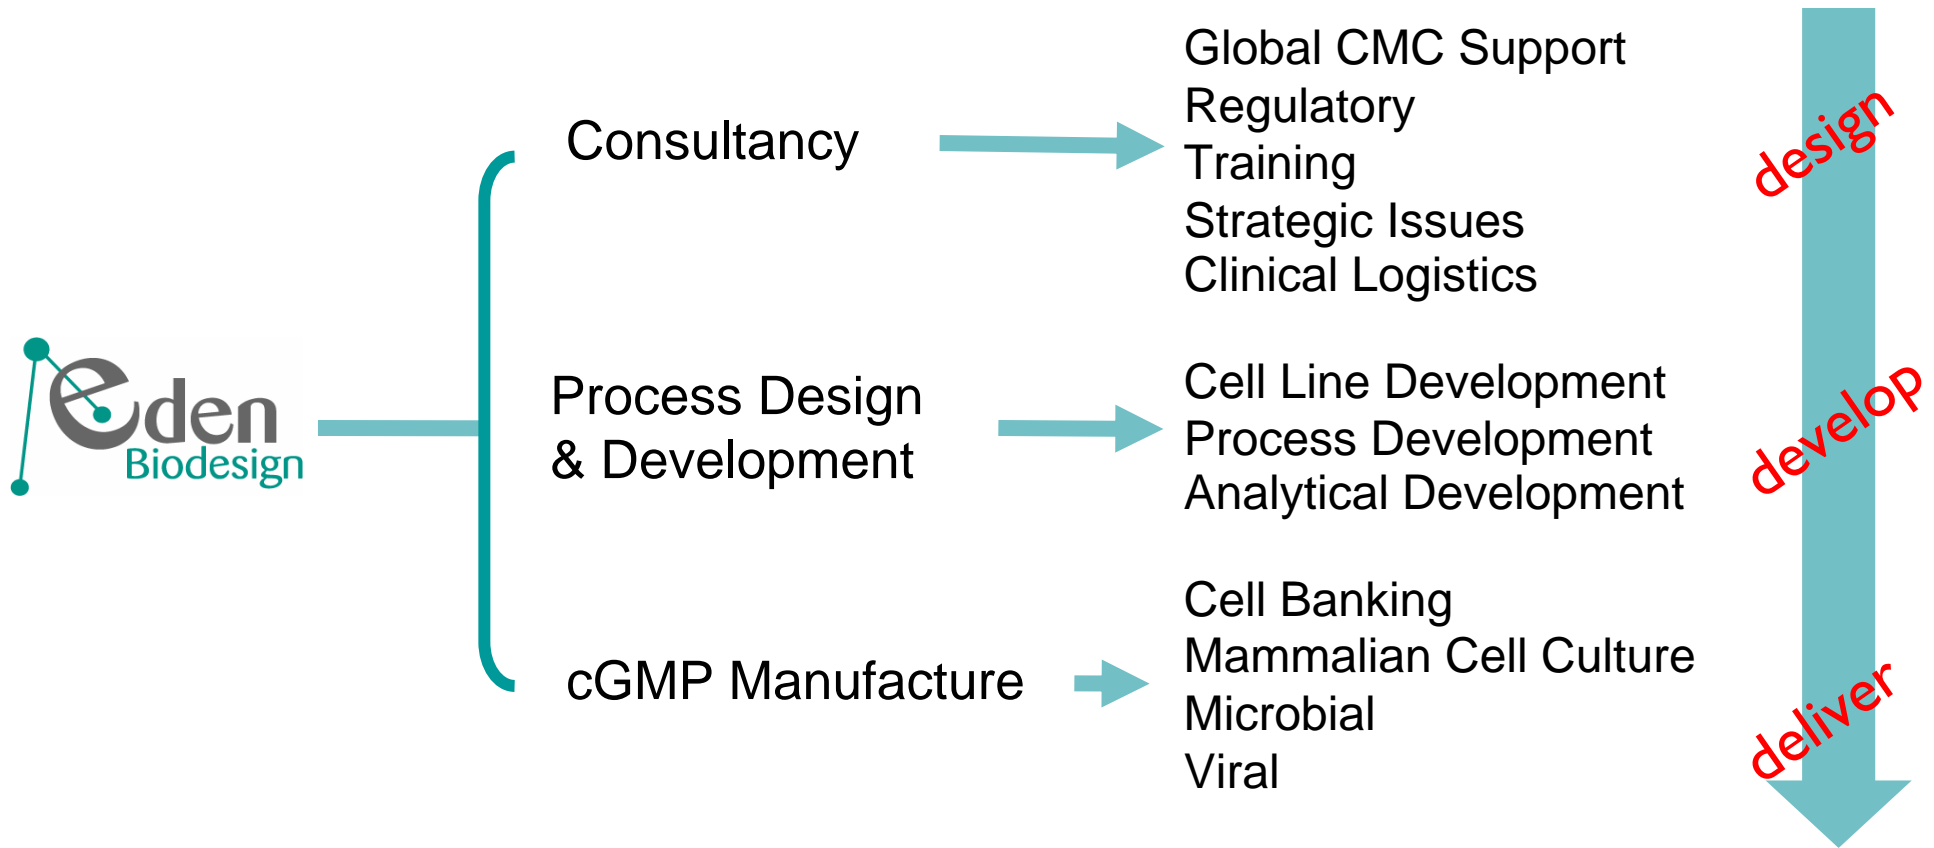 eden
Biodesign
Consultancy
Global CMC Support
Regulatory
Training
Strategic Issues
Clinical Logistics
design
Process Design
& Development
Cell Line Development
Process Development
Analytical Development
develop
cGMP Manufacture
Cell Banking
Mammalian Cell Culture
Microbial
Viral
deliver